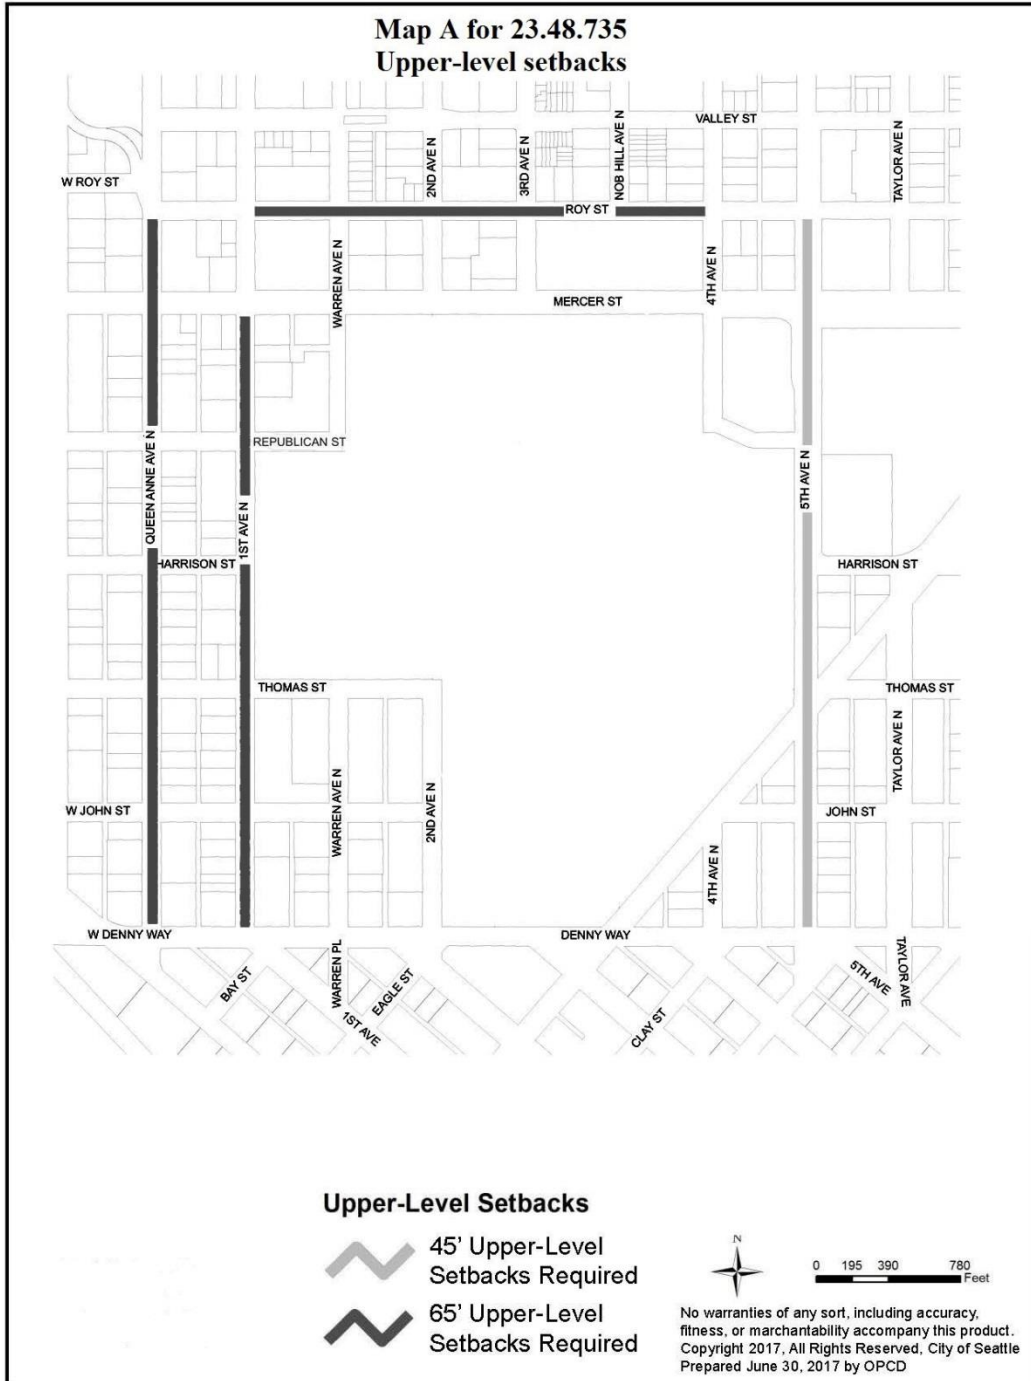 Map A for 23.48.735
Upper-level setbacks
VALLEY ST
NOB HILL AVE N
TAYLOR AVE N
2ND AVE N
3RD AVE N
W ROY ST
ROY ST
WARREN AVE N
4TH AVE N
MERCER ST
REPUBLICAN ST
QUEEN ANNE AVE N
1ST AVE N
5TH AVE N
HARRISON ST
HARRISON ST
THOMAS ST
THOMAS ST
TAYLOR AVE N
WARREN AVE N
2ND AVE N
W JOHN ST
JOHN ST
4TH AVE N
W DENNY WAY
DENNY WAY
BAY ST
WARREN PL
EAGLE ST
1ST AVE
CLAY ST
5TH AVE
TAYLOR AVE
Upper-Level Setbacks
45' Upper-Level
Setbacks Required
65' Upper-Level
Setbacks Required
N
0 195 390 780
Feet
No warranties of any sort, including accuracy,
fitness, or marchantability accompany this product.
Copyright 2017, All Rights Reserved, City of Seattle
Prepared June 30, 2017 by OPCD